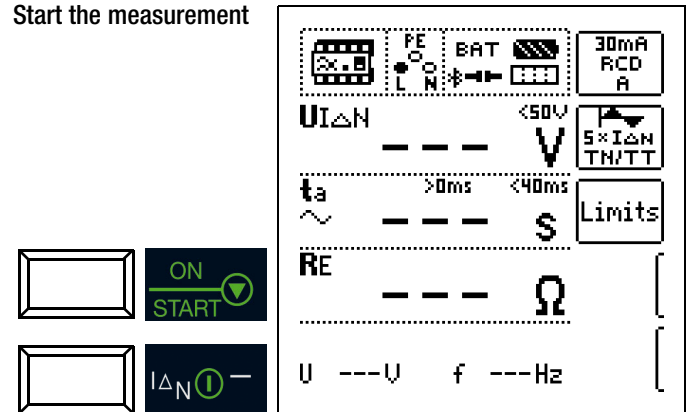 Start the measurement
PE
L N
BAT
30mA
RCD
A
UI△N <50V
--- V
5×I△N
TN/TT
ta >0ms <40ms
~ --- s
Limits
RE
--- Ω
ON
START
I△N —
U ---V f ---Hz